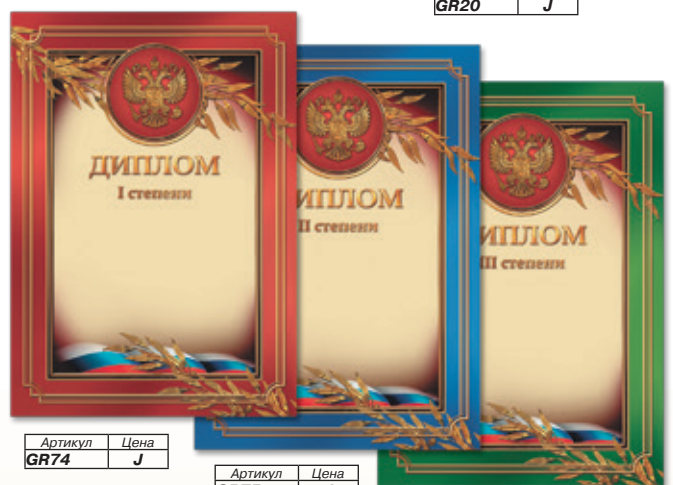 GR20 J
ДИПЛОМ
I степени
ИПЛОМ
II степени
ИПЛОМ
III степени
Артикул Цена
GR74 J
Артикул Цена